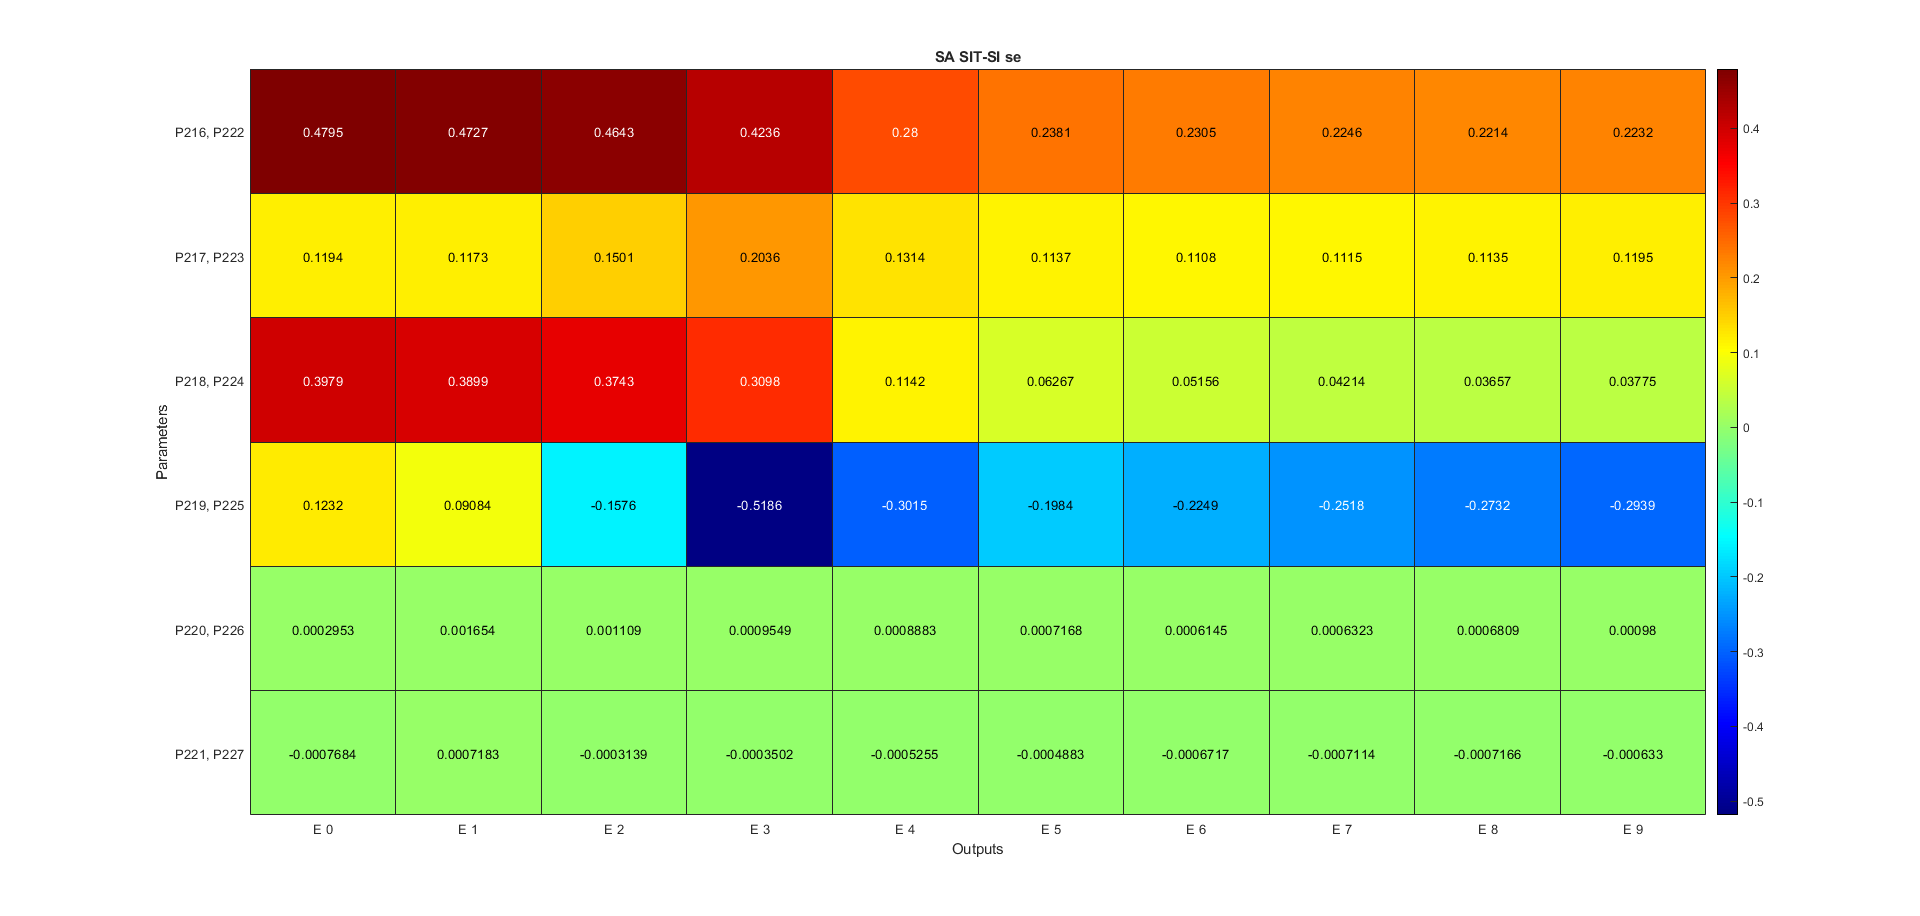 SA SIT-SI se
P216, P222 0.4795 0.4727 0.4643 0.4236 0.28 0.2381 0.2305 0.2246 0.2214 0.2232
P217, P223 0.1194 0.1173 0.1501 0.2036 0.1314 0.1137 0.1108 0.1115 0.1135 0.1195
P218, P224 0.3979 0.3899 0.3743 0.3098 0.1142 0.06267 0.05156 0.04214 0.03657 0.03775
P219, P225 0.1232 0.09084 -0.1576 -0.5186 -0.3015 -0.1984 -0.2249 -0.2518 -0.2732 -0.2939
P220, P226 0.0002953 0.001654 0.001109 0.0009549 0.0008883 0.0007168 0.0006145 0.0006323 0.0006809 0.00098
P221, P227 -0.0007684 0.0007183 -0.0003139 -0.0003502 -0.0005255 -0.0004883 -0.0006717 -0.0007114 -0.0007166 -0.000633
E 0 E 1 E 2 E 3 E 4 E 5 E 6 E 7 E 8 E 9
Outputs
Parameters
0.4
0.3
0.2
0.1
0
-0.1
-0.2
-0.3
-0.4
-0.5